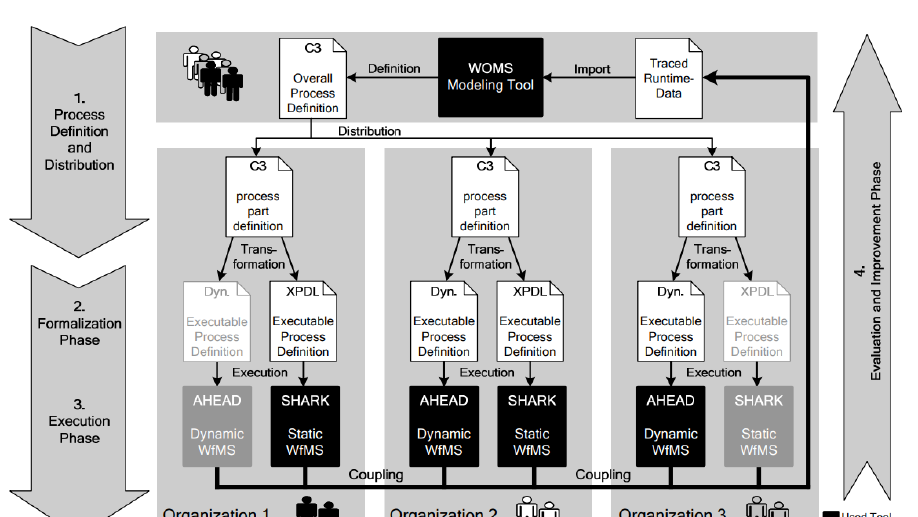 1.
Process
Definition
and
Distribution
C3
Overall
Process
Definition
Definition
WOMS
Modeling Tool
Import
Traced
Runtime-
Data
Distribution
C3
process
part
definition
C3
process
part
definition
C3
process
part
definition
Trans-
formation
Trans-
formation
Trans-
formation
2.
Formalization
Phase
Dyn.
Executable
Process
Definition
XPDL
Executable
Process
Definition
Dyn.
Executable
Process
Definition
XPDL
Executable
Process
Definition
Dyn.
Executable
Process
Definition
XPDL
Executable
Process
Definition
Execution
Execution
Execution
3.
Execution
Phase
AHEAD
Dynamic
WfMS
SHARK
Static
WfMS
AHEAD
Dynamic
WfMS
SHARK
Static
WfMS
AHEAD
Dynamic
WfMS
SHARK
Static
WfMS
Coupling
Coupling
Organization 1
Organization 2
Organization 3
4.
Evaluation and Improvement Phase
Used Tool